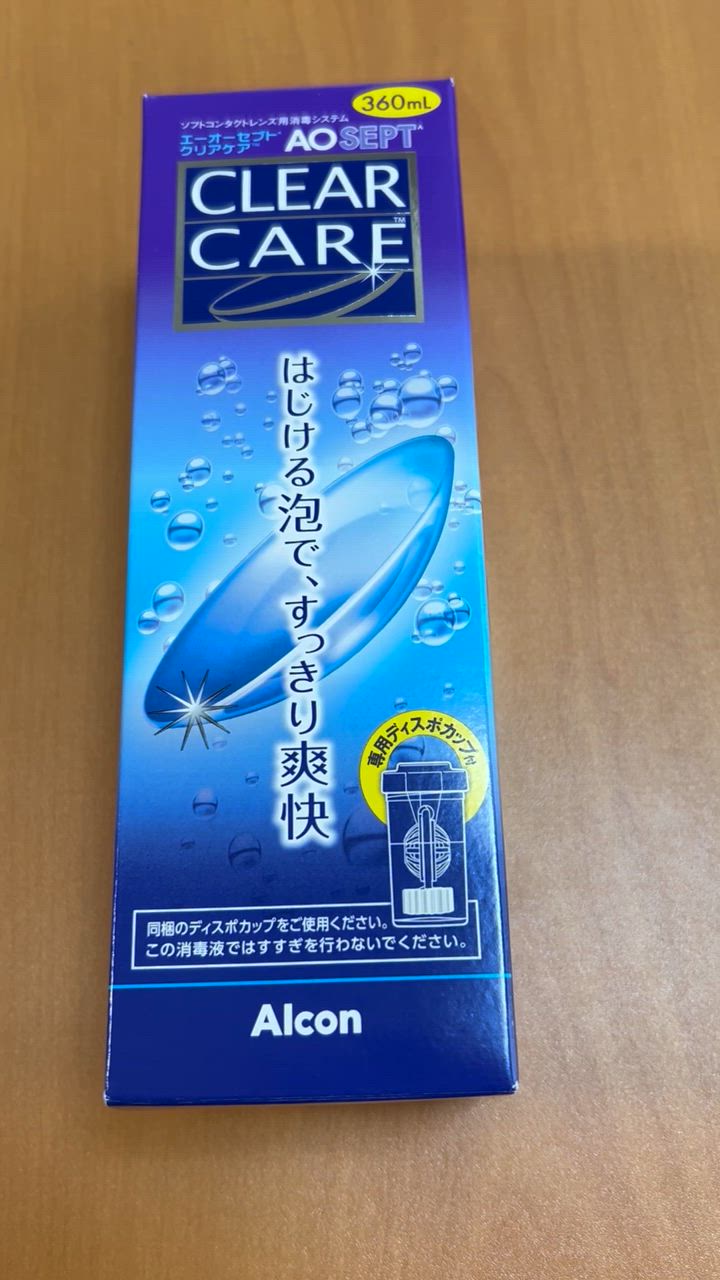 360mL
ソフトコンタクトレンズ用消毒システム
エーオーセプト
クリアケア™
AOSEPT
CLEAR
CARE™
はじける泡で、すっきり爽快
専用ディスポカップ付
同梱のディスポカップをご使用ください。
この消毒液ではすすぎを行わないでください。
Alcon